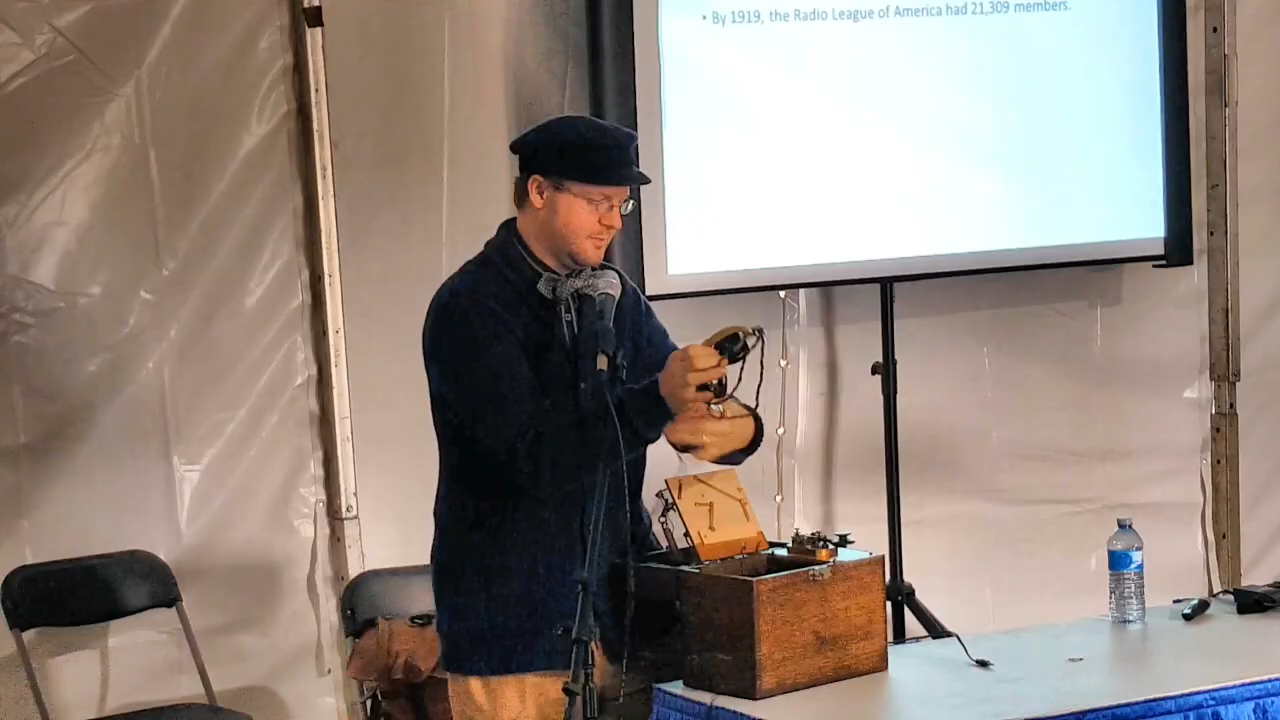 • By 1919, the Radio League of America had 21,309 members.